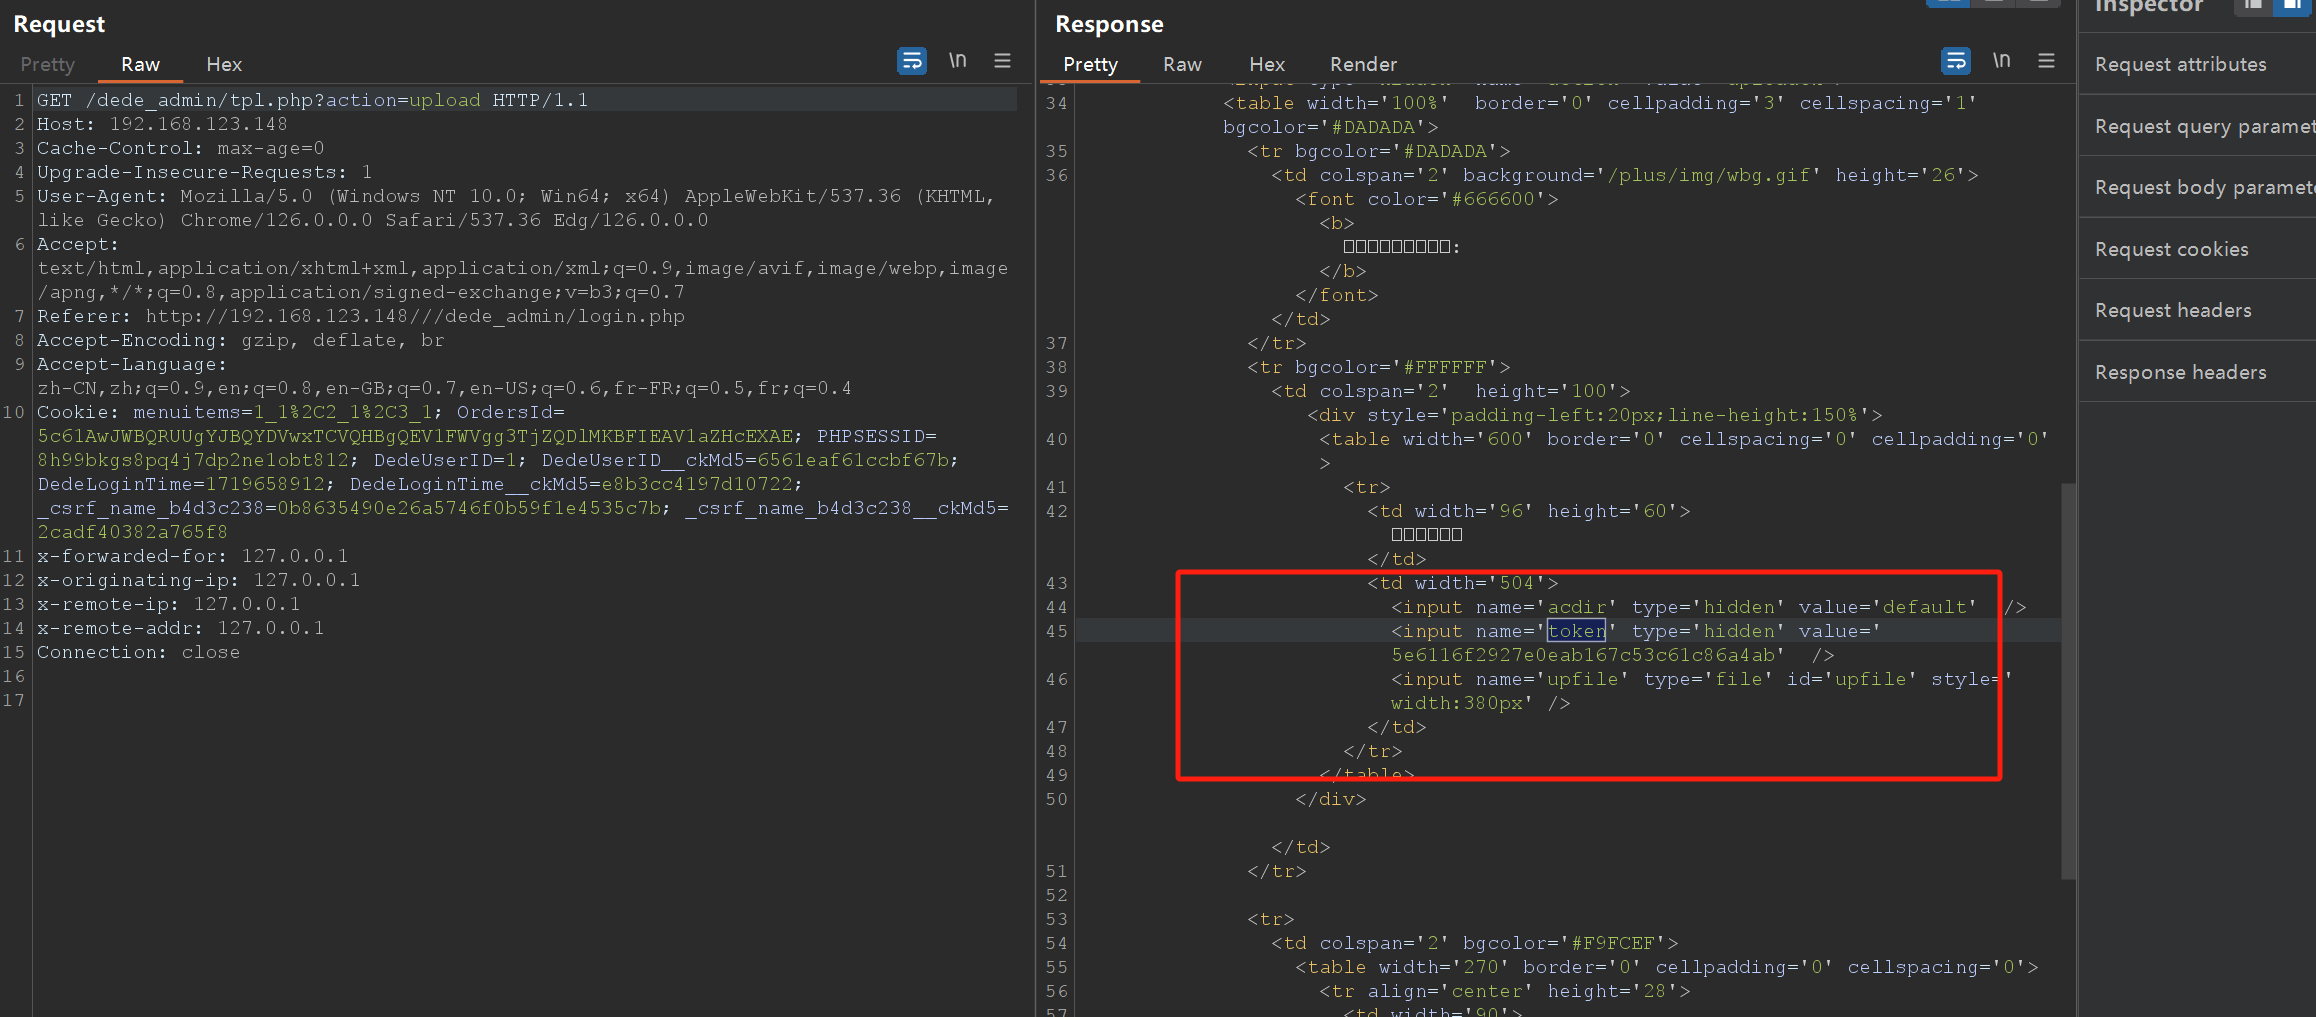 Request
Pretty Raw Hex
\n
1 GET /dede_admin/tpl.php?action=upload HTTP/1.1
2 Host: 192.168.123.148
3 Cache-Control: max-age=0
4 Upgrade-Insecure-Requests: 1
5 User-Agent: Mozilla/5.0 (Windows NT 10.0; Win64; x64) AppleWebKit/537.36 (KHTML,
like Gecko) Chrome/126.0.0.0 Safari/537.36 Edg/126.0.0.0
6 Accept:
text/html,application/xhtml+xml,application/xml;q=0.9,image/avif,image/webp,image
/apng,*/*;q=0.8,application/signed-exchange;v=b3;q=0.7
7 Referer: http://192.168.123.148///dede_admin/login.php
8 Accept-Encoding: gzip, deflate, br
9 Accept-Language:
zh-CN,zh;q=0.9,en;q=0.8,en-GB;q=0.7,en-US;q=0.6,fr-FR;q=0.5,fr;q=0.4
10 Cookie: menuitems=1_1%2C2_1%2C3_1; OrdersId=
5c61AwJWBQRUUgYJBQYDVwxTCVQHBgQEV1FWVgg3TjZQDlMKBFIEAV1aZHcEXAE; PHPSESSID=
8h99bkgs8pq4j7dp2ne1obt812; DedeUserID=1; DedeUserID__ckMd5=6561eaf61ccbf67b;
DedeLoginTime=1719658912; DedeLoginTime__ckMd5=e8b3cc4197d10722;
_csrf_name_b4d3c238=0b8635490e26a5746f0b59f1e4535c7b; _csrf_name_b4d3c238__ckMd5=
2cadf40382a765f8
11 x-forwarded-for: 127.0.0.1
12 x-originating-ip: 127.0.0.1
13 x-remote-ip: 127.0.0.1
14 x-remote-addr: 127.0.0.1
15 Connection: close
16
17
Response
Pretty Raw Hex Render
\n
34 <table width='100%' border='0' cellpadding='3' cellspacing='1'
bgcolor='#DADADA'>
35 <tr bgcolor='#DADADA'>
36 <td colspan='2' background='/plus/img/wbg.gif' height='26'>
<font color='#666600'>
<b>
□□□□□□□□□:
</b>
</font>
</td>
37 </tr>
38 <tr bgcolor='#FFFFFF'>
39 <td colspan='2' height='100'>
<div style='padding-left:20px;line-height:150%'>
40 <table width='600' border='0' cellspacing='0' cellpadding='0'
>
41 <tr>
42 <td width='96' height='60'>
□□□□□□
</td>
43 <td width='504'>
44 <input name='acdir' type='hidden' value='default' />
45 <input name='token' type='hidden' value='
5e6116f2927e0eab167c53c61c86a4ab' />
46 <input name='upfile' type='file' id='upfile' style='
width:380px' />
47 </td>
48 </tr>
49 </table>
50 </div>
</td>
51 </tr>
52
53 <tr>
54 <td colspan='2' bgcolor='#F9FCEF'>
55 <table width='270' border='0' cellpadding='0' cellspacing='0'>
56 <tr align='center' height='28'>
57 <td width='90'>
Inspector
Request attributes
Request query paramet
Request body paramete
Request cookies
Request headers
Response headers